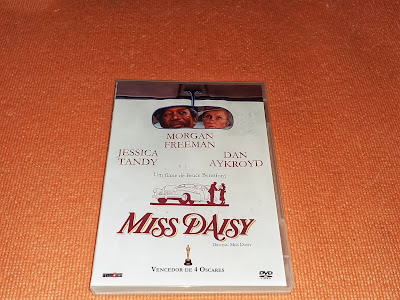 MORGAN
FREEMAN
JESSICA
TANDY
DAN
AYKROYD
Um filme de Bruce Beresford
MISS DAISY
DRIVING MISS DAISY
VENCEDOR DE 4 OSCARES
DVD